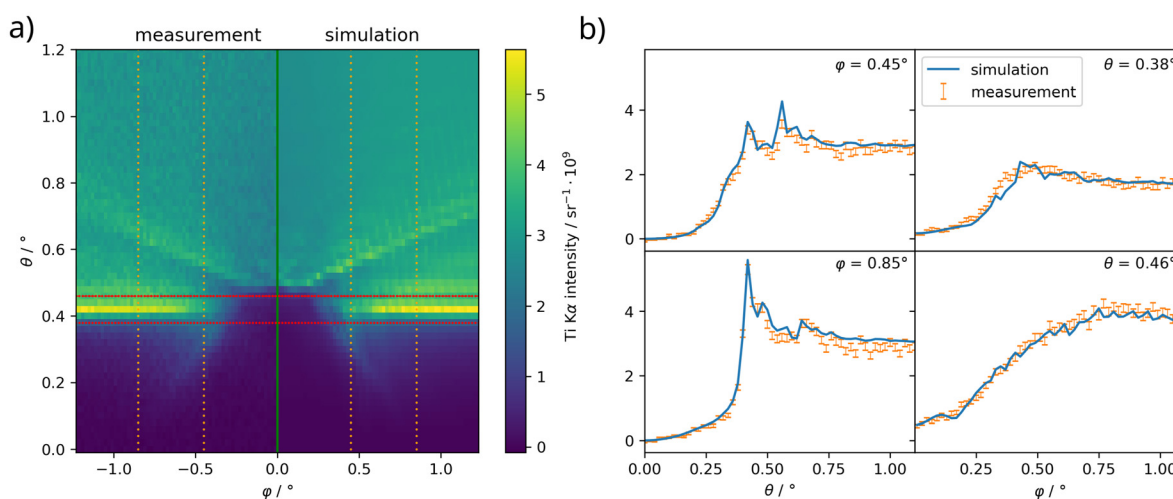 a)
measurement simulation
1.2
1.0
0.8
0.6
0.4
0.2
0.0
θ / °
−1.0 −0.5 0.0 0.5 1.0
φ / °
5
4
3
2
1
0
Ti Kα intensity / sr⁻¹ · 10⁹
b)
φ = 0.45°
4
2
0
simulation
measurement
θ = 0.38°
φ = 0.85°
4
2
0
0.00 0.25 0.50 0.75 1.00
θ / °
θ = 0.46°
0.25 0.50 0.75 1.00
φ / °